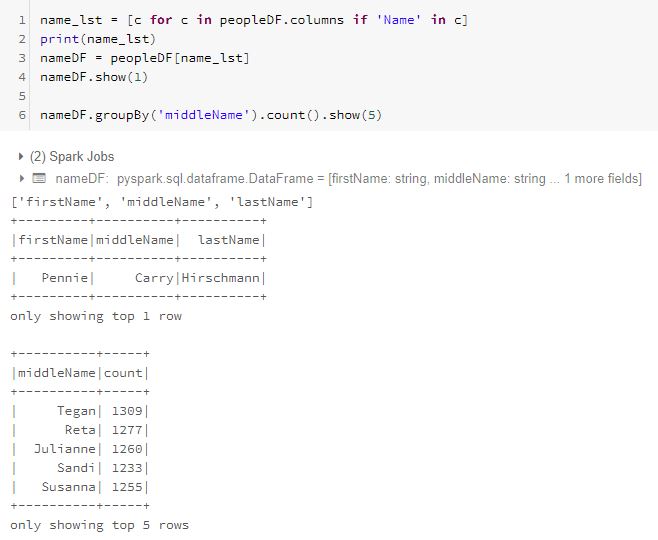 1 name_lst = [c for c in peopleDF.columns if 'Name' in c]
2 print(name_lst)
3 nameDF = peopleDF[name_lst]
4 nameDF.show(1)
5
6 nameDF.groupBy('middleName').count().show(5)
(2) Spark Jobs
nameDF: pyspark.sql.dataframe.DataFrame = [firstName: string, middleName: string ... 1 more fields]
['firstName', 'middleName', 'lastName']
+---------+----------+----------+
|firstName|middleName|  lastName|
+---------+----------+----------+
|   Pennie|     Carry|Hirschmann|
+---------+----------+----------+
only showing top 1 row
+----------+-----+
|middleName|count|
+----------+-----+
|     Tegan| 1309|
|      Reta| 1277|
|  Julianne| 1260|
|     Sandi| 1233|
|   Susanna| 1255|
+----------+-----+
only showing top 5 rows